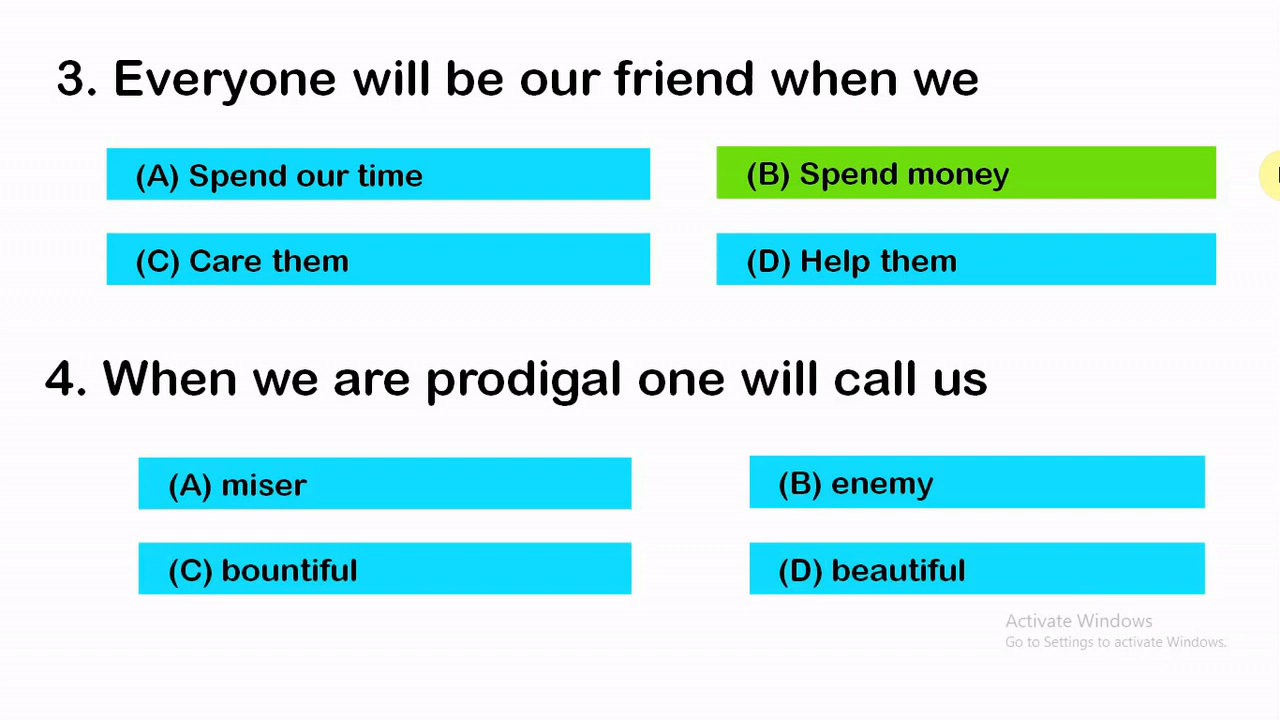 3. Everyone will be our friend when we
(A) Spend our time
(B) Spend money
(C) Care them
(D) Help them
4. When we are prodigal one will call us
(A) miser
(B) enemy
(C) bountiful
(D) beautiful
Activate Windows
Go to Settings to activate Windows.